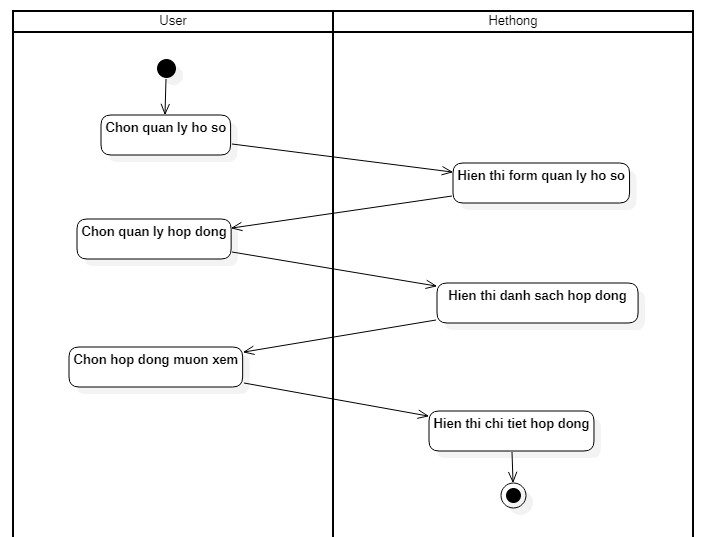 User
Hethong
Chon quan ly ho so
Hien thi form quan ly ho so
Chon quan ly hop dong
Hien thi danh sach hop dong
Chon hop dong muon xem
Hien thi chi tiet hop dong